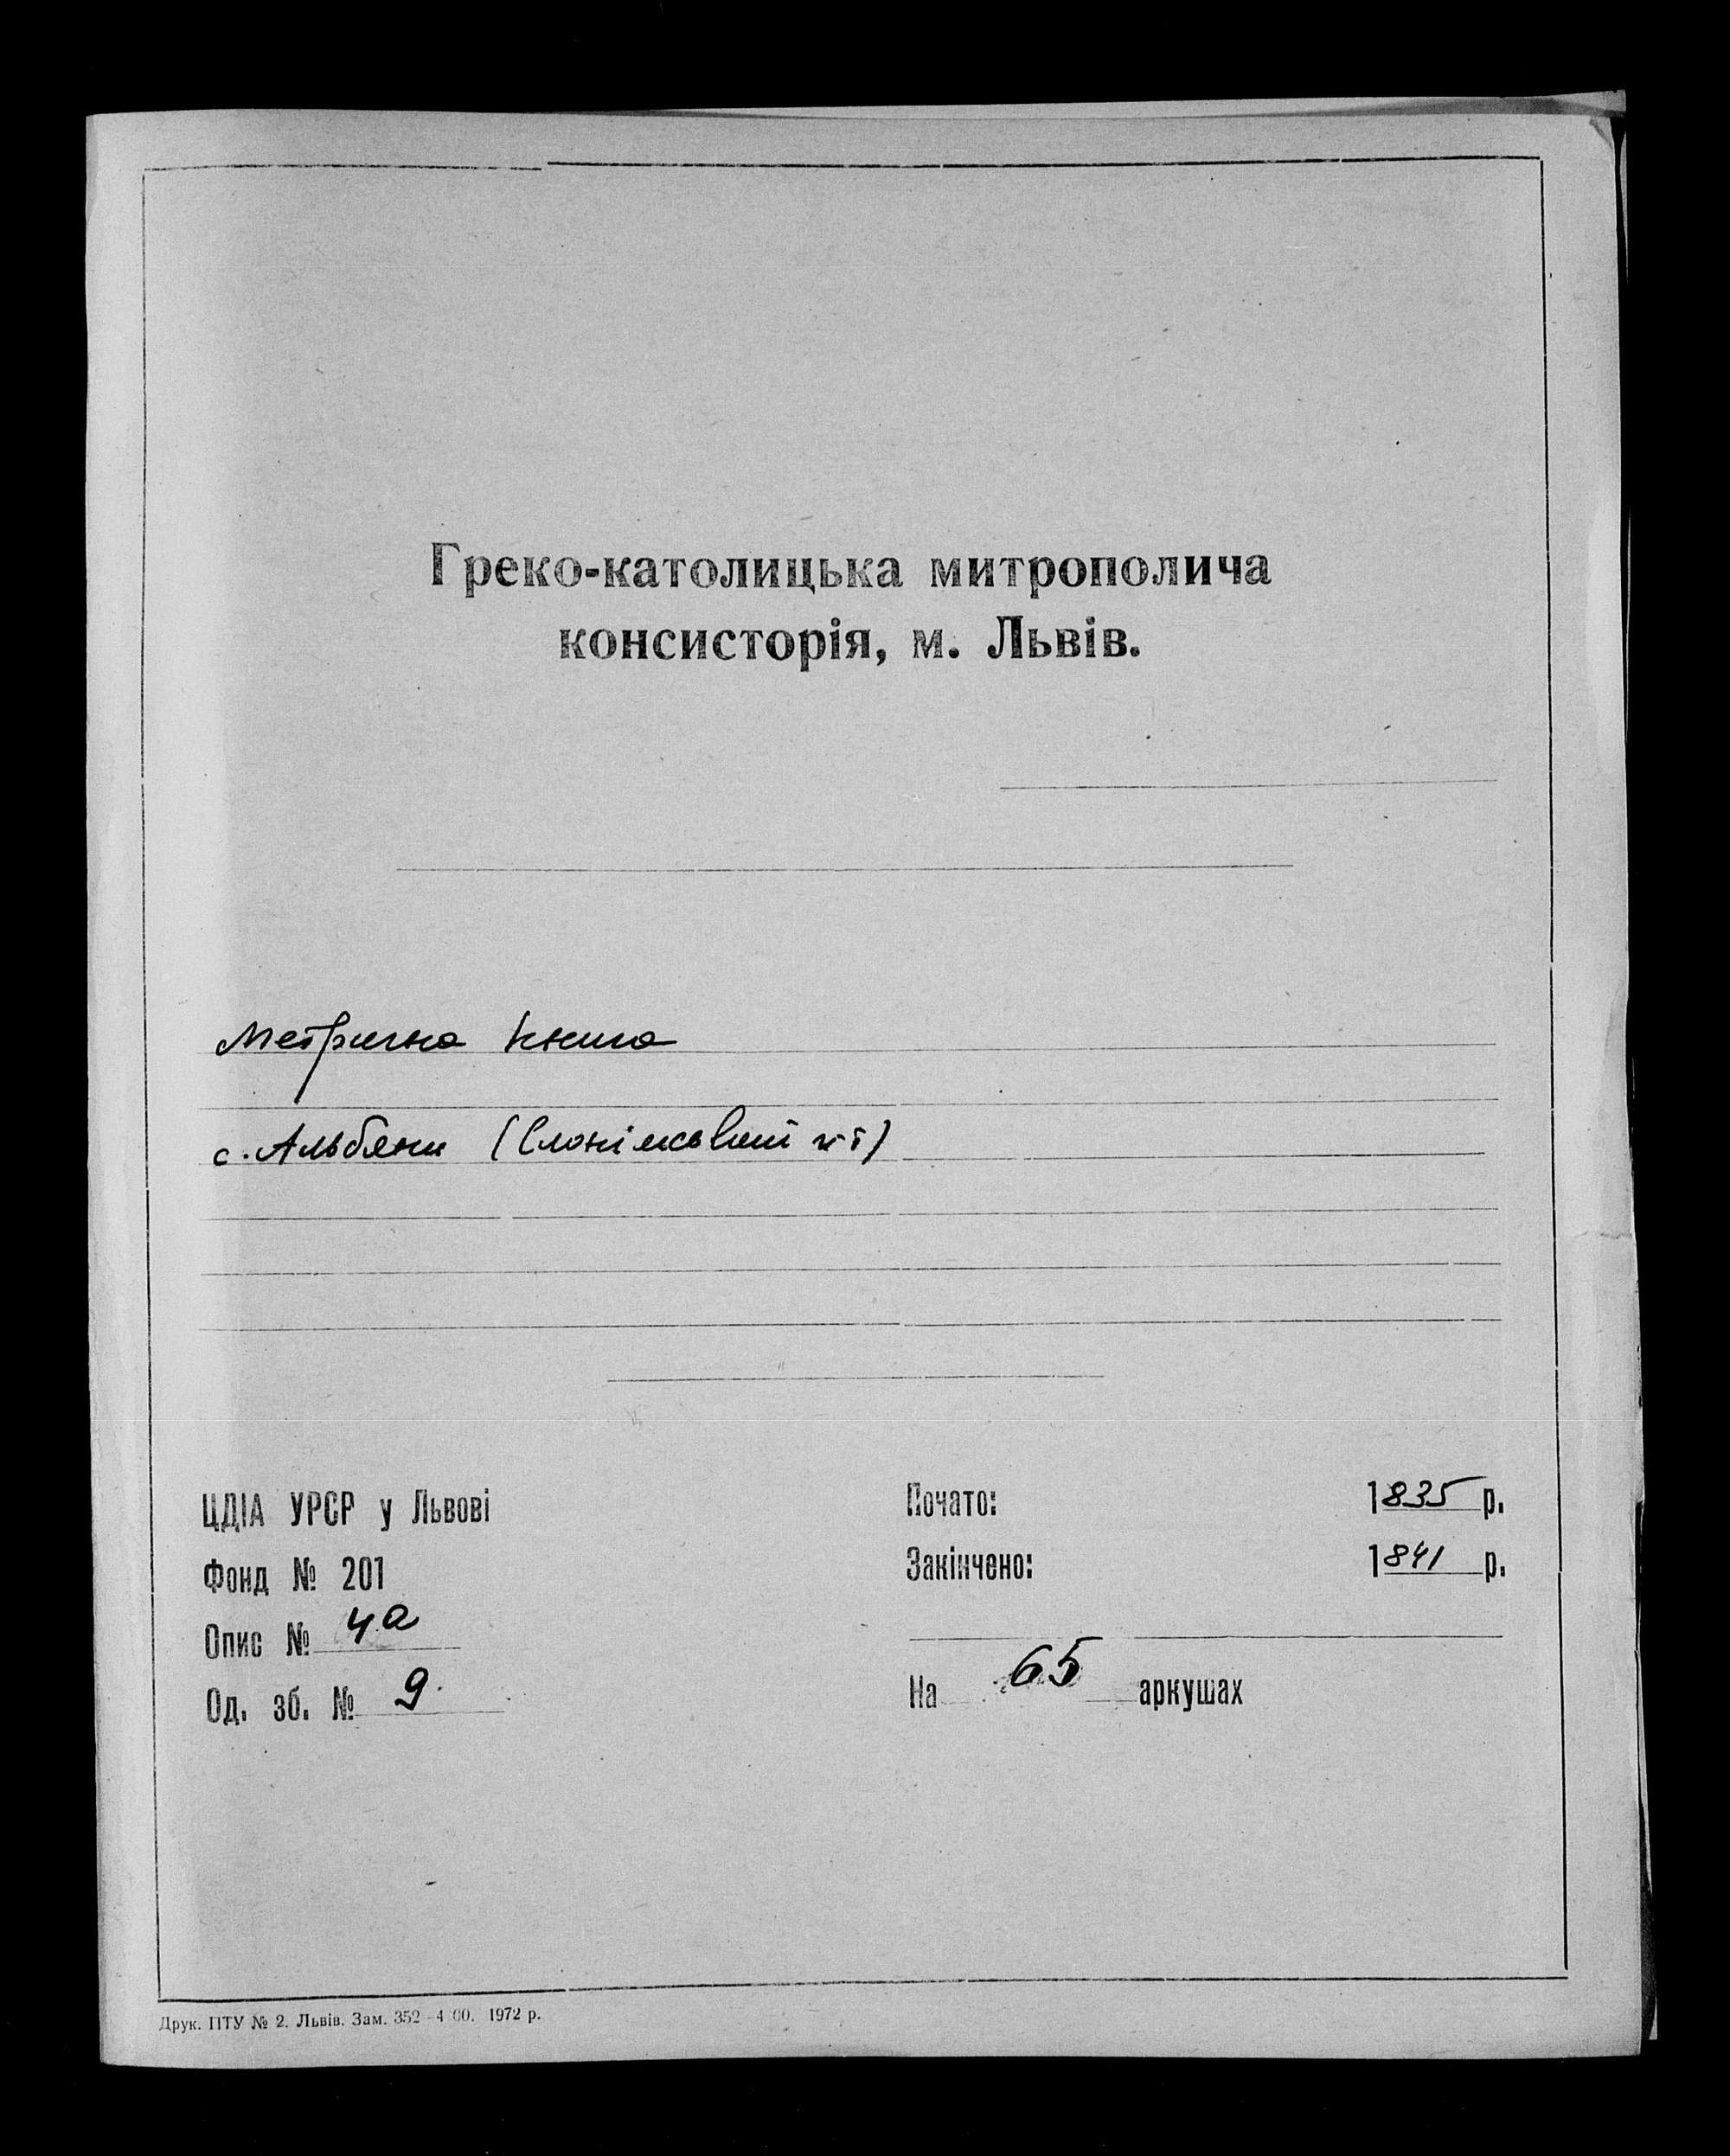 Греко-католицька митрополича
консисторія, м. Львів.
Метрична книга
с. Альбяни (Слонімський п-т)
ЦДІА УРСР у Львові
Фонд № 201
Опис № 4а
Од. зб. № 9.
Почато: 1835 р.
Закінчено: 1841 р.
На 65 аркушах
Друк. ПТУ № 2. Львів. Зам. 352-4 00. 1972 р.